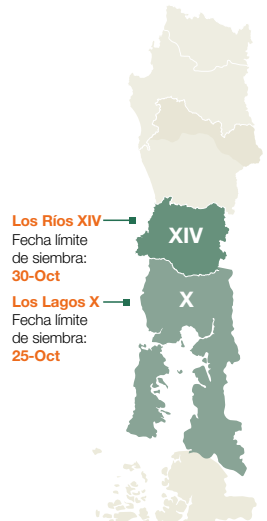 Los Ríos XIV
Fecha límite
de siembra:
30-Oct
XIV
Los Lagos X
Fecha límite
de siembra:
25-Oct
X